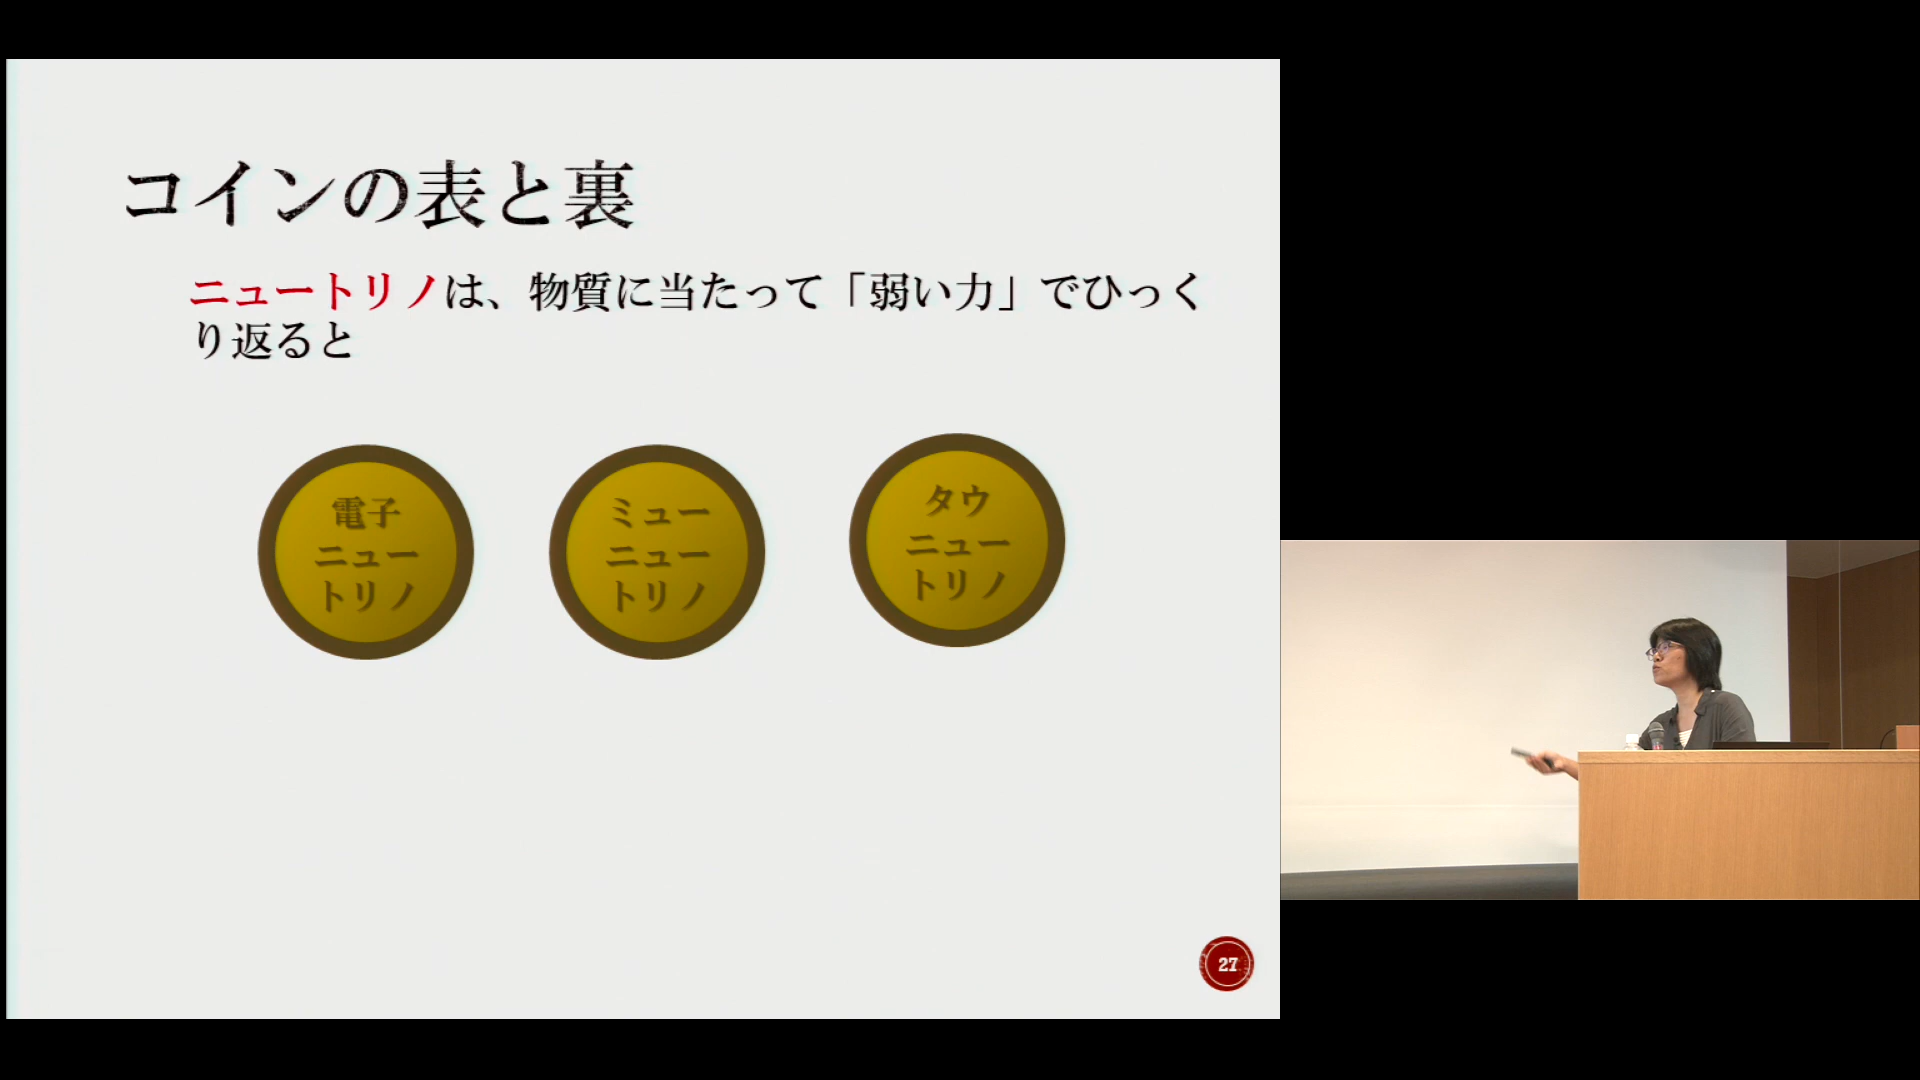 コインの表と裏
ニュートリノは、物質に当たって「弱い力」でひっく
り返ると
電子
ニュー
トリノ
ミュー
ニュー
トリノ
タウ
ニュー
トリノ
27